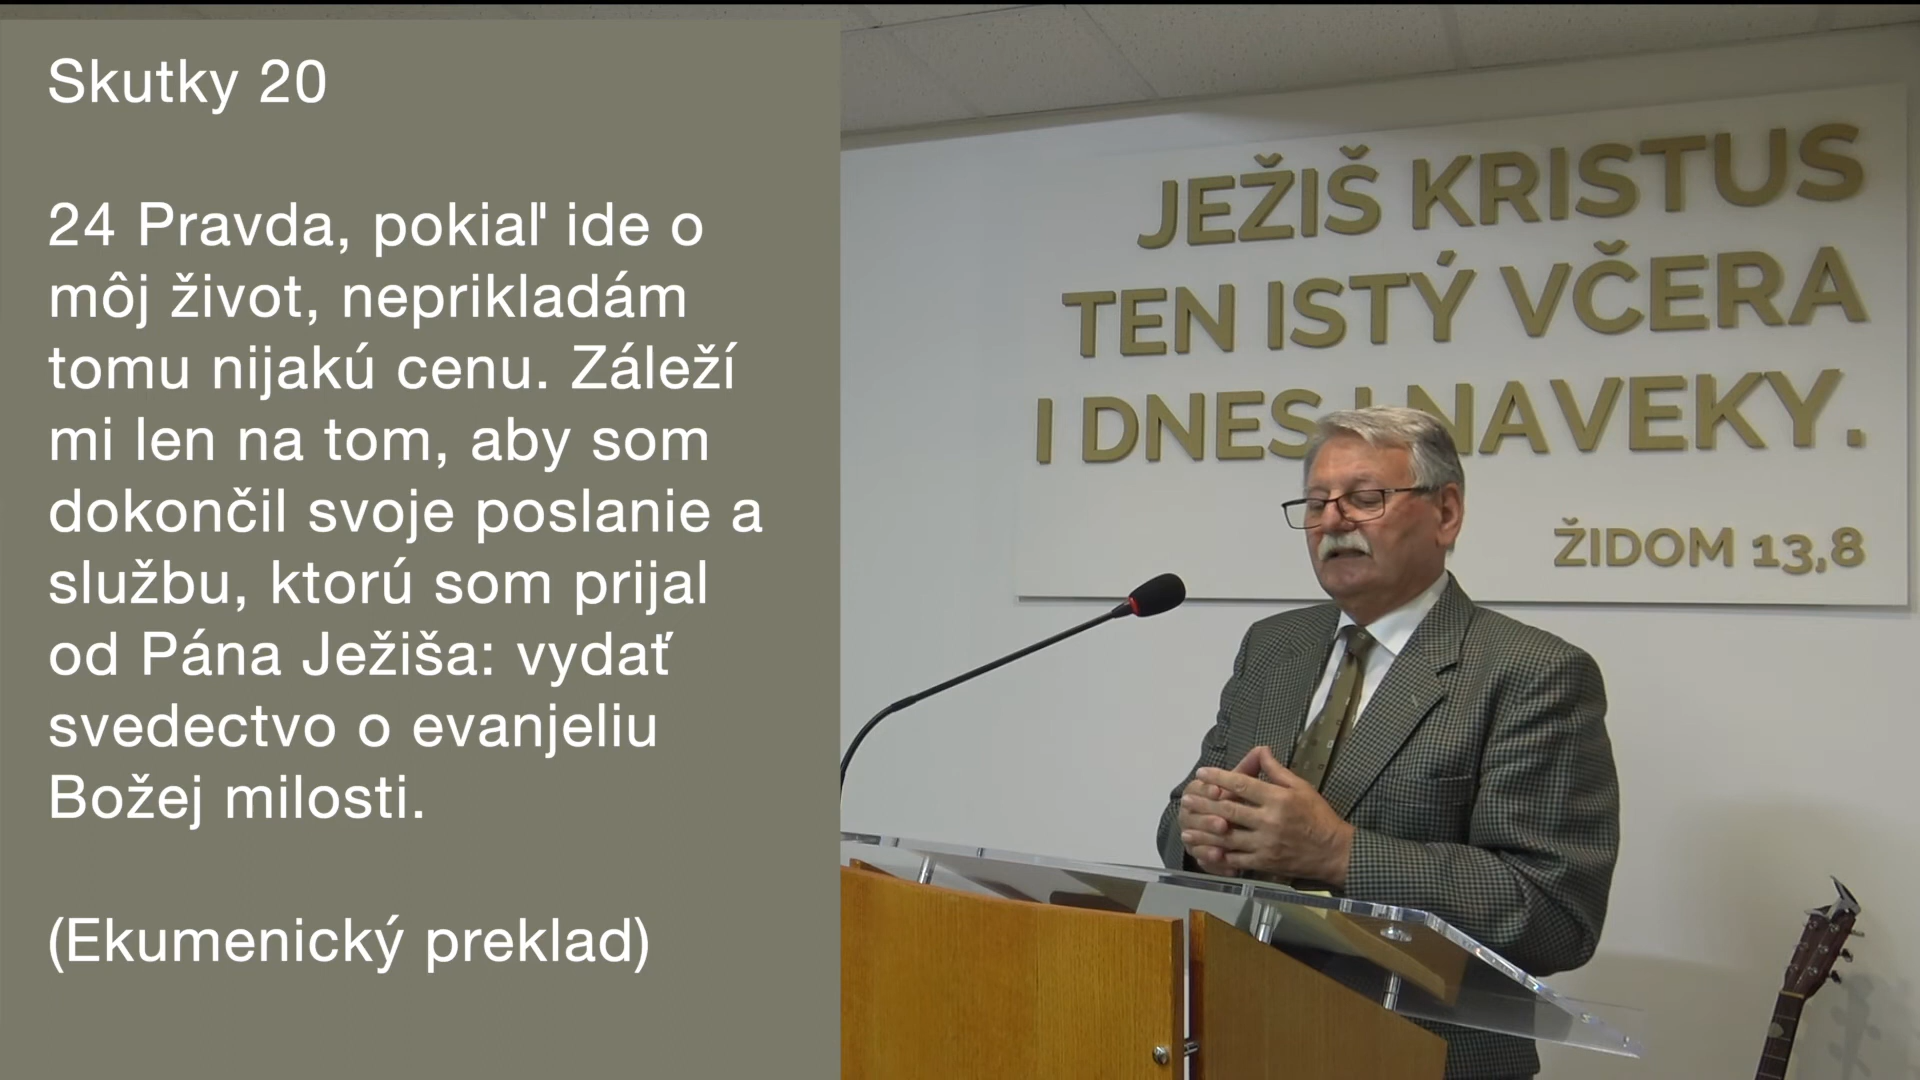 Skutky 20
24 Pravda, pokiaľ ide o
môj život, neprikladám
tomu nijakú cenu. Záleží
mi len na tom, aby som
dokončil svoje poslanie a
službu, ktorú som prijal
od Pána Ježiša: vydať
svedectvo o evanjeliu
Božej milosti.
(Ekumenický preklad)
JEŽIŠ KRISTUS
TEN ISTÝ VČERA
I DNES I NAVEKY.
ŽIDOM 13,8